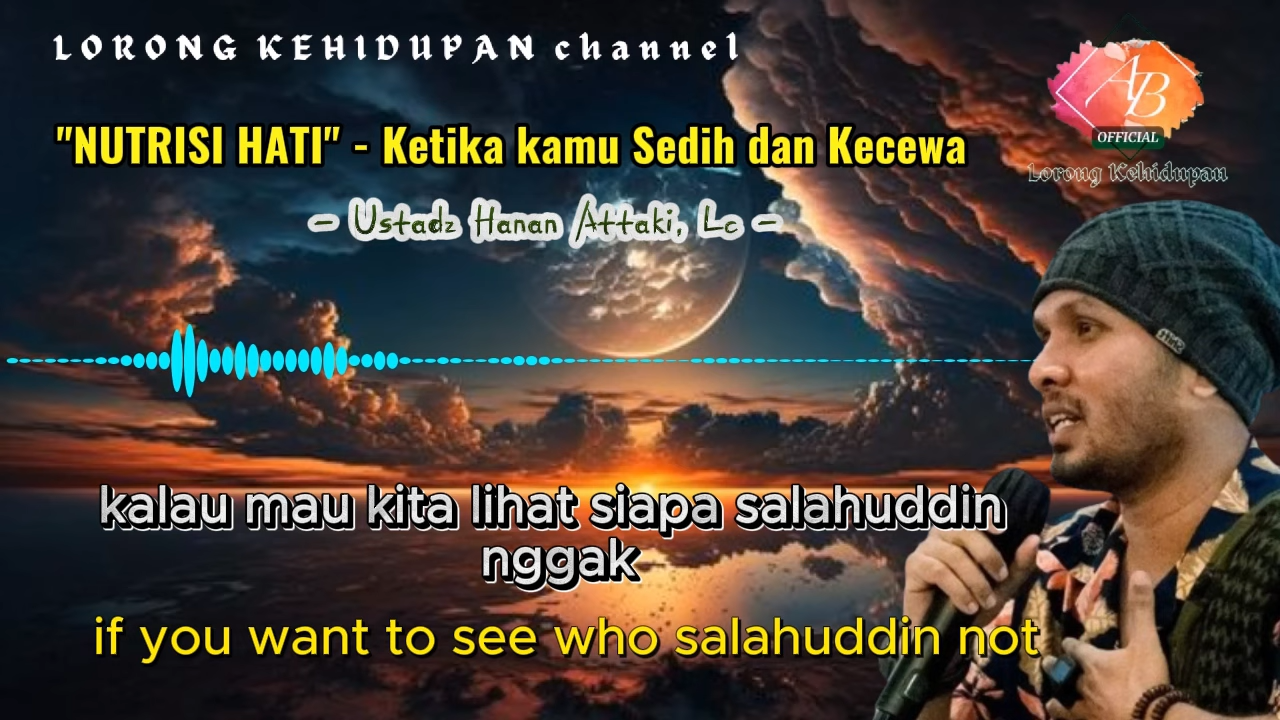 LORONG KEHIDUPAN channel
AB
OFFICIAL
Lorong Kehidupan
"NUTRISI HATI" - Ketika kamu Sedih dan Kecewa
- Ustadz Hanan Attaki, Lc -
kalau mau kita lihat siapa salahuddin
nggak
if you want to see who salahuddin not